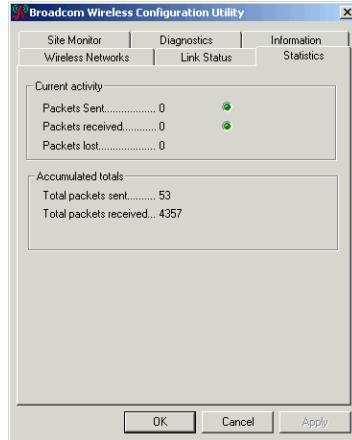 Broadcom Wireless Configuration Utility
Site Monitor Diagnostics Information
Wireless Networks Link Status Statistics
Current activity
Packets Sent................ 0
Packets received........... 0
Packets lost................. 0
Accumulated totals
Total packets sent.......... 53
Total packets received... 4357
OK Cancel Apply